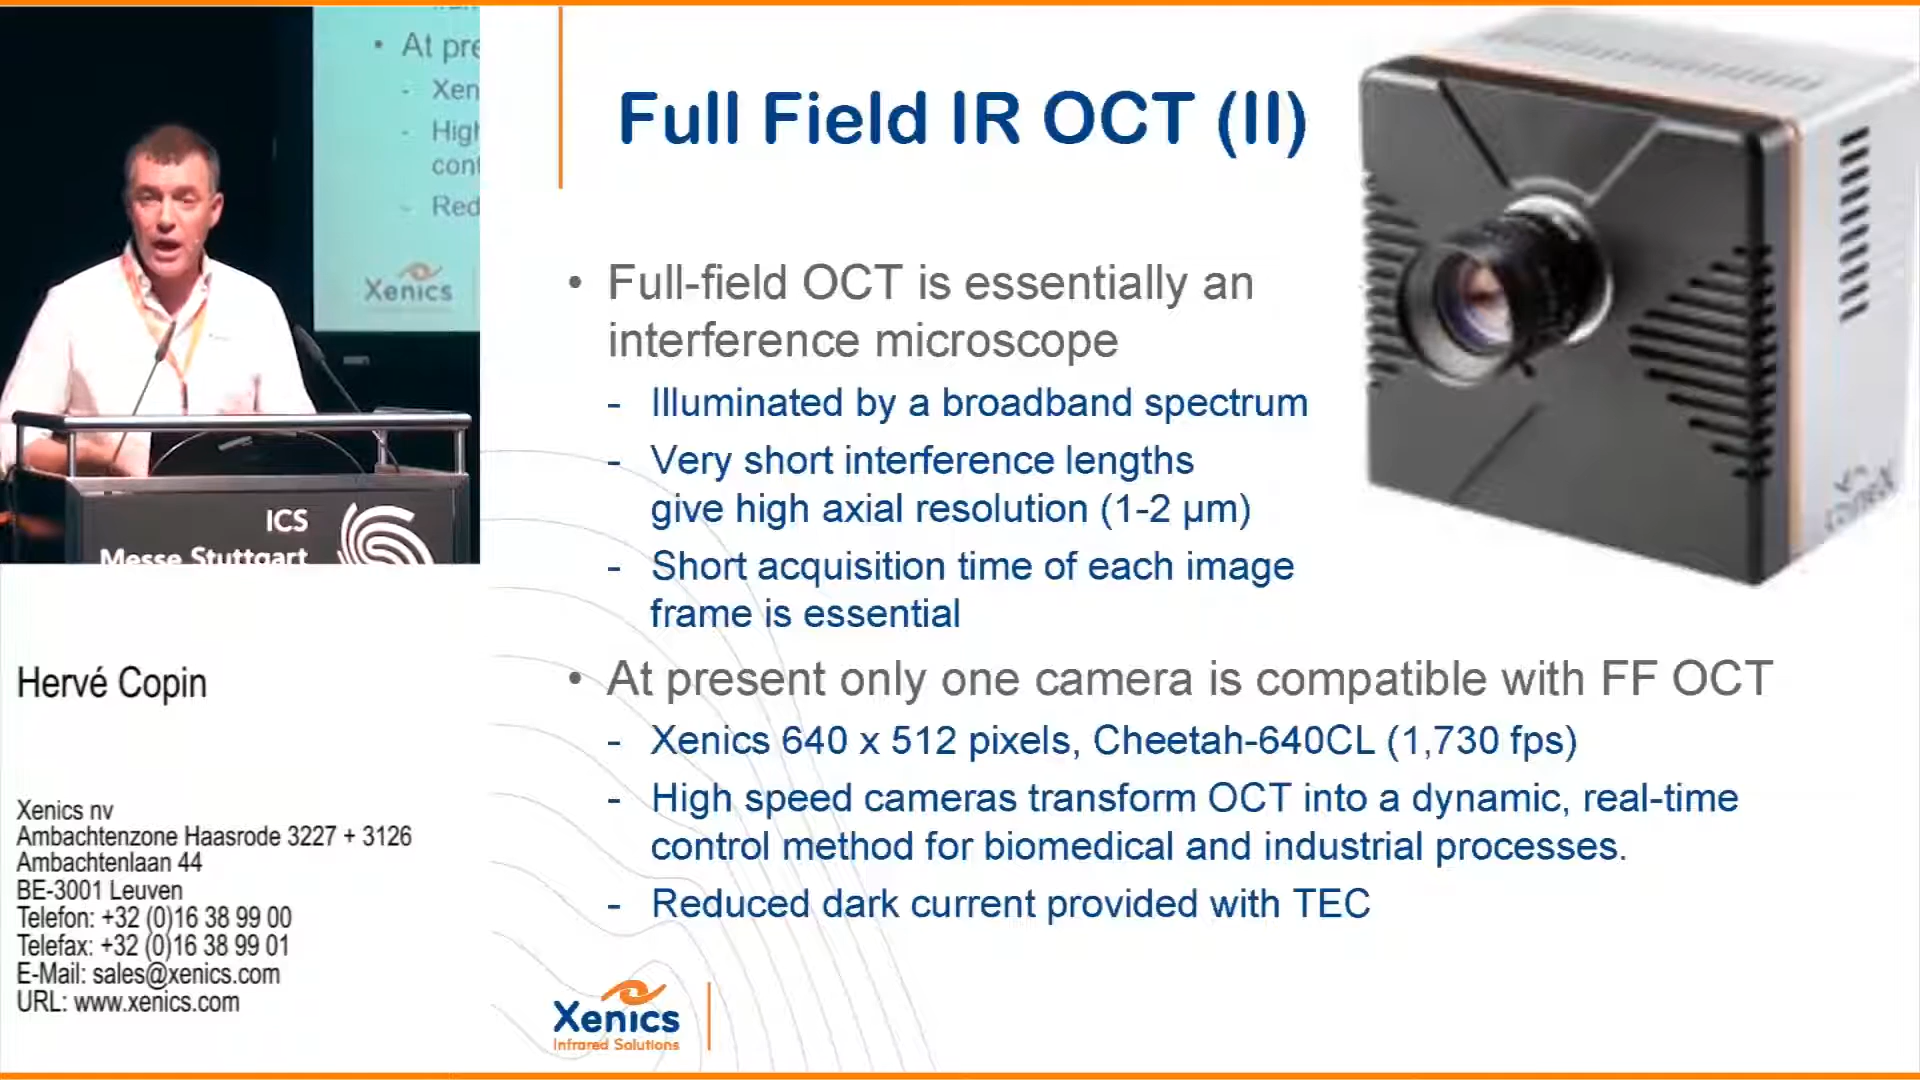 At pre
Xen
High
cont
Red
Xenics
ICS
Messe Stuttgart
Hervé Copin
Xenics nv
Ambachtenzone Haasrode 3227 + 3126
Ambachtenlaan 44
BE-3001 Leuven
Telefon: +32 (0)16 38 99 00
Telefax: +32 (0)16 38 99 01
E-Mail: sales@xenics.com
URL: www.xenics.com
Full Field IR OCT (II)
• Full-field OCT is essentially an
interference microscope
- Illuminated by a broadband spectrum
- Very short interference lengths
give high axial resolution (1-2 µm)
- Short acquisition time of each image
frame is essential
• At present only one camera is compatible with FF OCT
- Xenics 640 x 512 pixels, Cheetah-640CL (1,730 fps)
- High speed cameras transform OCT into a dynamic, real-time
control method for biomedical and industrial processes.
- Reduced dark current provided with TEC
Xenics
Infrared Solutions